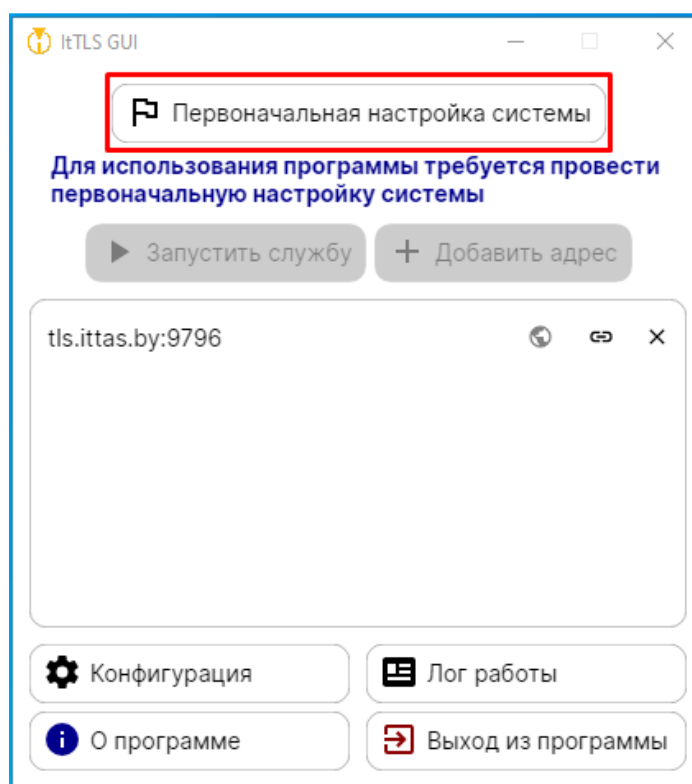 ItTLS GUI
Первоначальная настройка системы
Для использования программы требуется провести
первоначальную настройку системы
Запустить службу
Добавить адрес
tls.ittas.by:9796
Конфигурация
Лог работы
О программе
Выход из программы